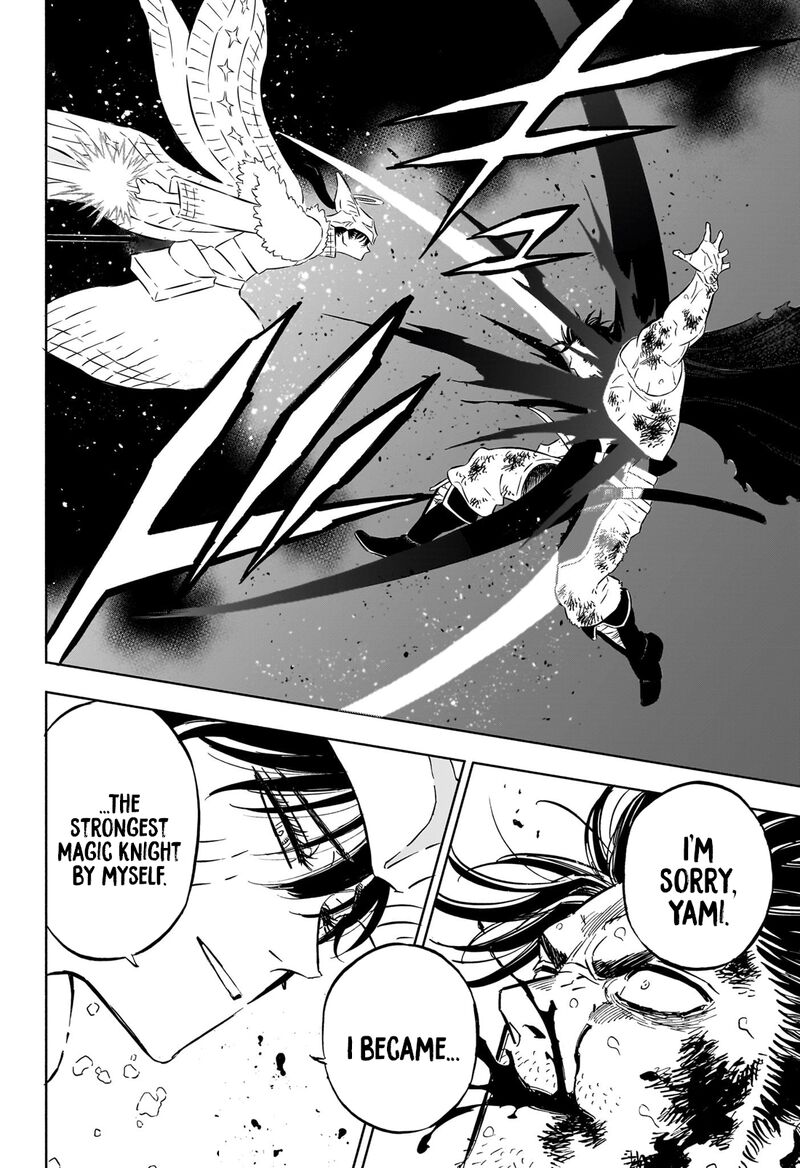 I'M
SORRY,
YAMI.
I BECAME...
...THE
STRONGEST
MAGIC KNIGHT
BY MYSELF.